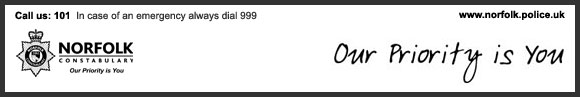 Call us: 101 In case of an emergency always dial 999
www.norfolk.police.uk
NORFOLK
CONSTABULARY
Our Priority is You
Our Priority is You